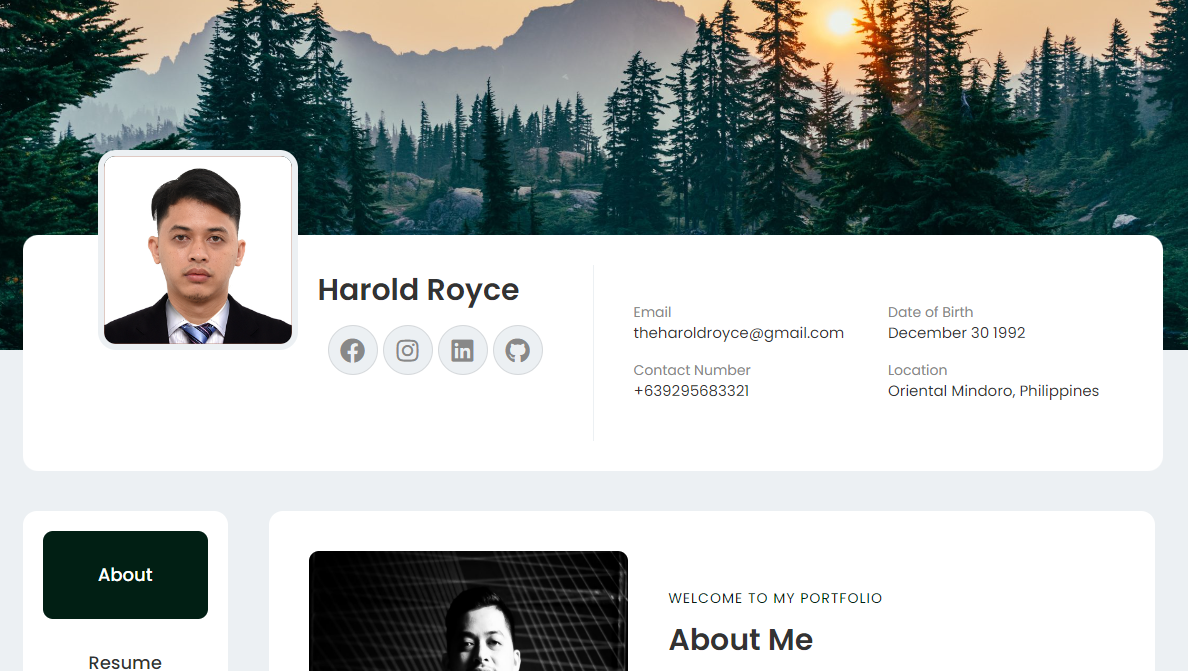 Harold Royce
Email
theharoldroyce@gmail.com
Date of Birth
December 30 1992
Contact Number
+639295683321
Location
Oriental Mindoro, Philippines
About
Resume
WELCOME TO MY PORTFOLIO
About Me